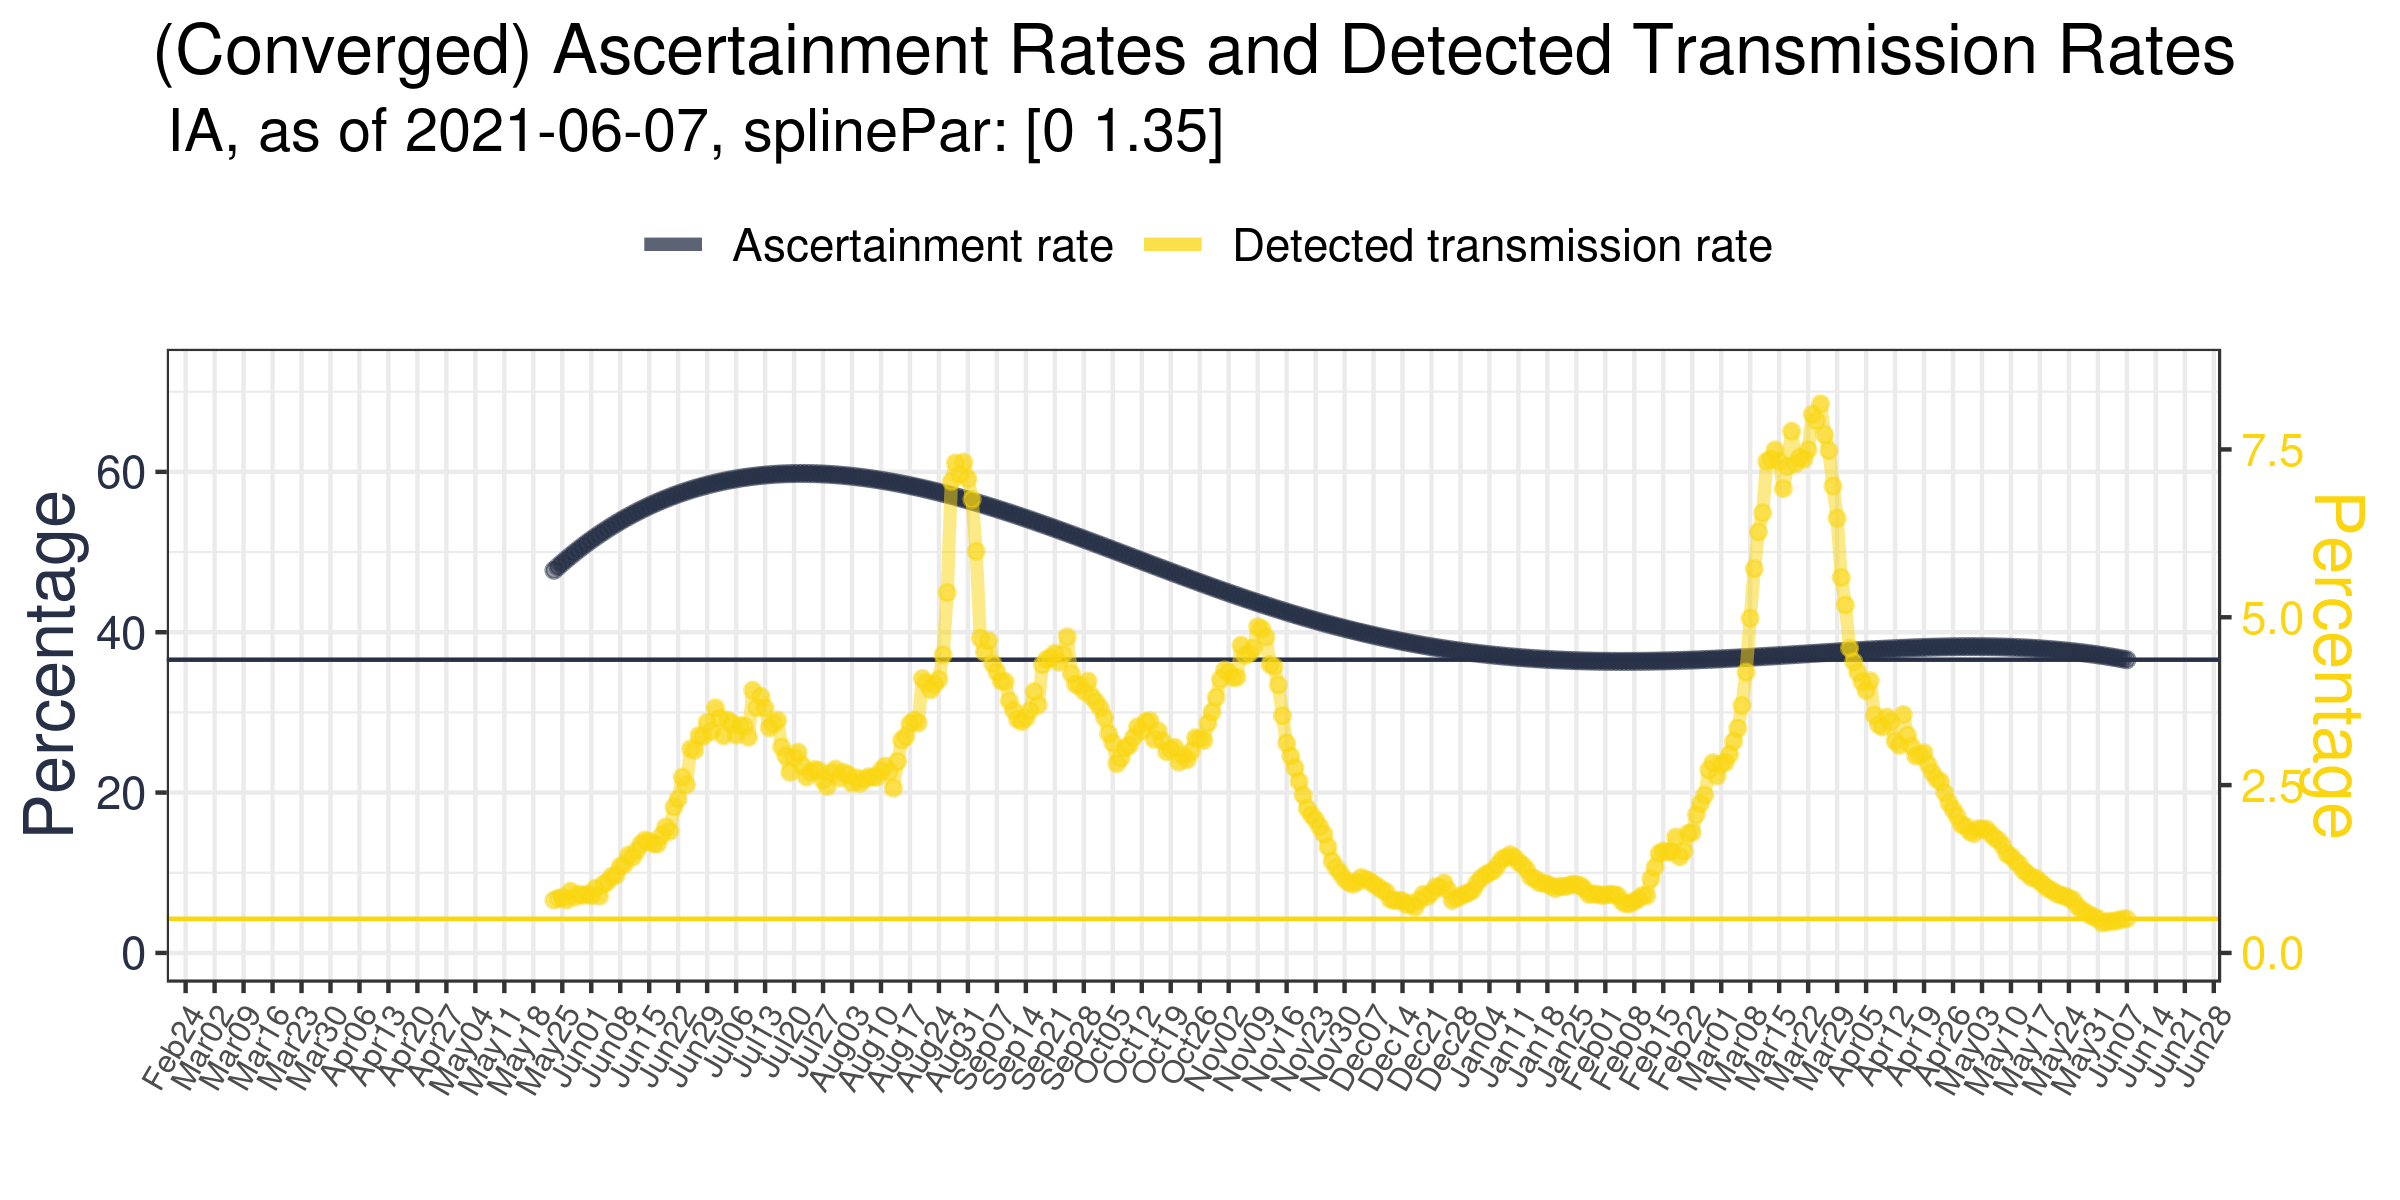 (Converged) Ascertainment Rates and Detected Transmission Rates
IA, as of 2021-06-07, splinePar: [0 1.35]
Ascertainment rate
Detected transmission rate
Percentage
60
40
20
0
7.5
5.0
2.5
0.0
Percentage
Feb24
Mar02
Mar09
Mar16
Mar23
Mar30
Apr06
Apr13
Apr20
Apr27
May04
May11
May18
May25
Jun01
Jun08
Jun15
Jun22
Jun29
Jul06
Jul13
Jul20
Jul27
Aug03
Aug10
Aug17
Aug24
Aug31
Sep07
Sep14
Sep21
Sep28
Oct05
Oct12
Oct19
Oct26
Nov02
Nov09
Nov16
Nov23
Nov30
Dec07
Dec14
Dec21
Dec28
Jan04
Jan11
Jan18
Jan25
Feb01
Feb08
Feb15
Feb22
Mar01
Mar08
Mar15
Mar22
Mar29
Apr05
Apr12
Apr19
Apr26
May03
May10
May17
May24
May31
Jun07
Jun14
Jun21
Jun28